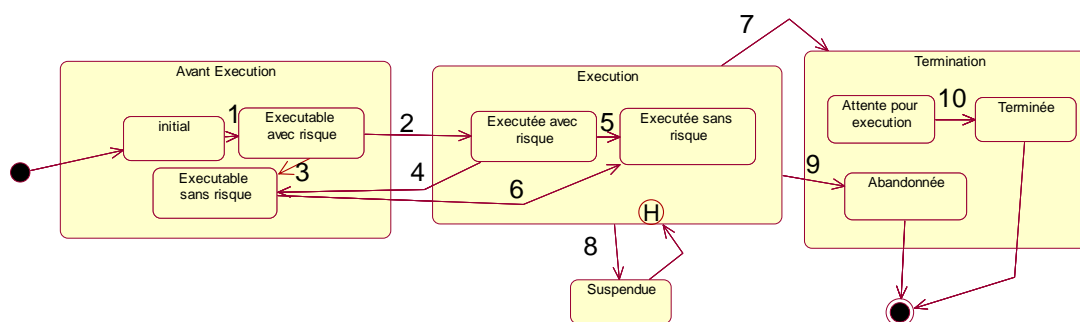 7
Avant Execution
Execution
Termination
initial
1
Executable
avec risque
2
Executée avec
risque
5
Executée sans
risque
Attente pour
execution
10
Terminée
3
Executable
sans risque
4
6
9
Abandonnée
H
8
Suspendue